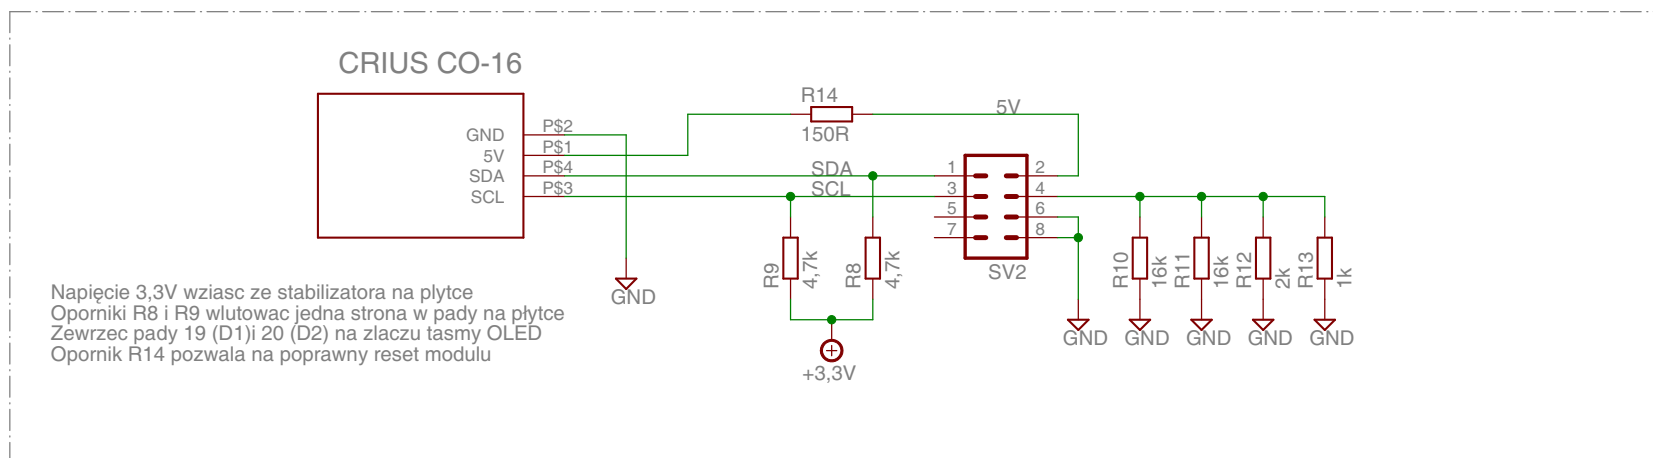 CRIUS CO-16
R14
5V
150R
GND P$2
5V P$1
SDA P$4
SCL P$3
SDA
SCL
1 2
3 4
5 6
7 8
SV2
R9 4,7k
R8 4,7k
R10 16k
R11 16k
R12 2k
R13 1k
GND
GND GND GND GND GND
+3,3V
Napięcie 3,3V wziasc ze stabilizatora na plytce
Oporniki R8 i R9 wlutowac jedna strona w pady na płytce
Zewrzec pady 19 (D1)i 20 (D2) na zlaczu tasmy OLED
Opornik R14 pozwala na poprawny reset modulu